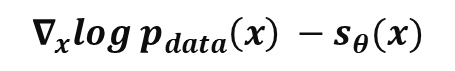 ∇ₓlog p_data(x) − s_θ(x)